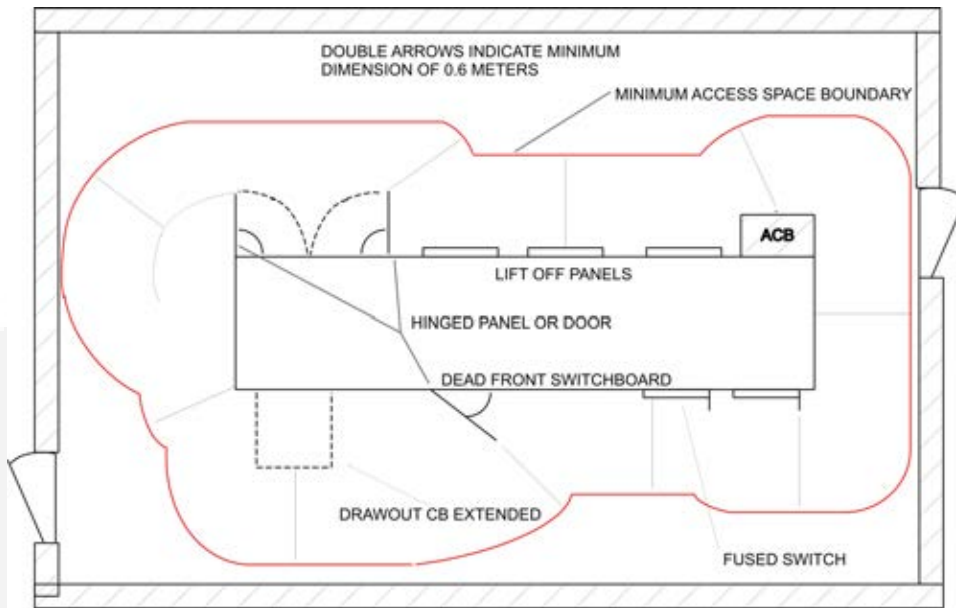 DOUBLE ARROWS INDICATE MINIMUM
DIMENSION OF 0.6 METERS
MINIMUM ACCESS SPACE BOUNDARY
ACB
LIFT OFF PANELS
HINGED PANEL OR DOOR
DEAD FRONT SWITCHBOARD
DRAWOUT CB EXTENDED
FUSED SWITCH